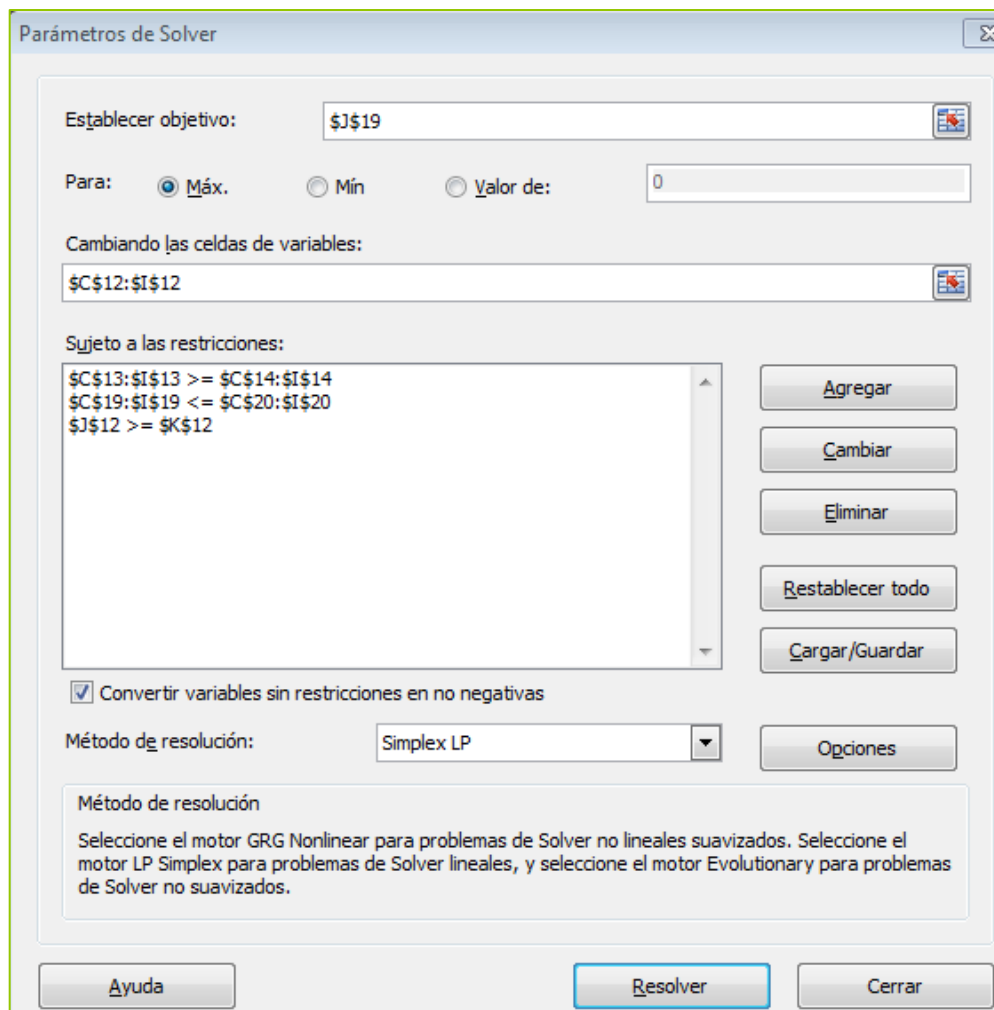 Parámetros de Solver
Establecer objetivo: $J$19
Para: Máx. Mín Valor de: 0
Cambiando las celdas de variables:
$C$12:$I$12
Sujeto a las restricciones:
$C$13:$I$13 >= $C$14:$I$14
$C$19:$I$19 <= $C$20:$I$20
$J$12 >= $K$12
Agregar
Cambiar
Eliminar
Restablecer todo
Cargar/Guardar
Convertir variables sin restricciones en no negativas
Método de resolución: Simplex LP Opciones
Método de resolución
Seleccione el motor GRG Nonlinear para problemas de Solver no lineales suavizados. Seleccione el
motor LP Simplex para problemas de Solver lineales, y seleccione el motor Evolutionary para problemas
de Solver no suavizados.
Ayuda Resolver Cerrar